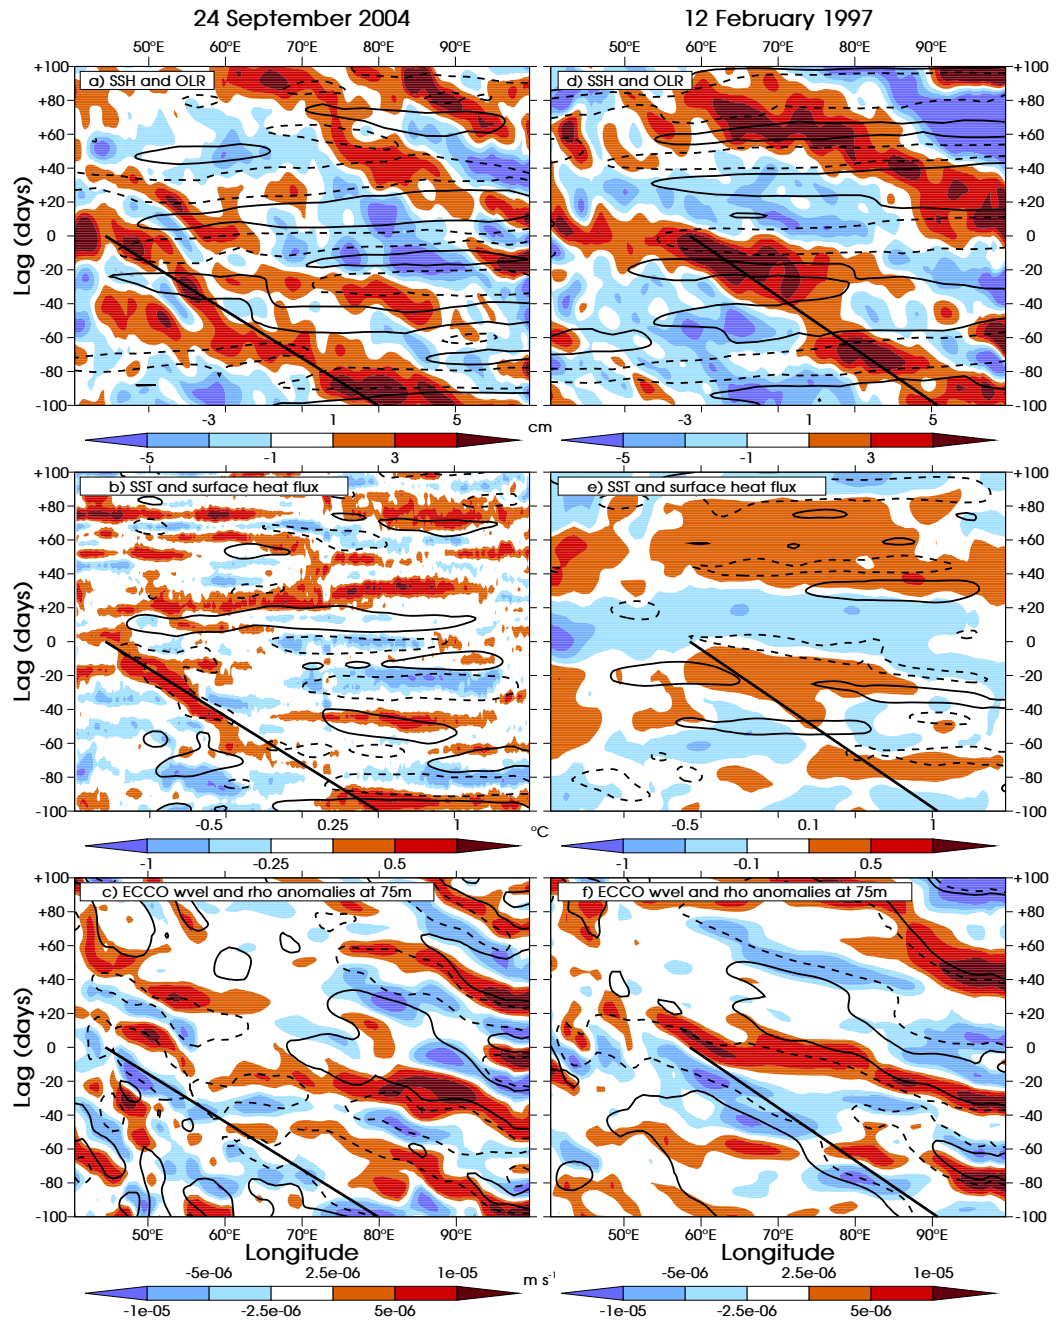 24 September 2004
12 February 1997
50°E 60°E 70°E 80°E 90°E
50°E 60°E 70°E 80°E 90°E
a) SSH and OLR
d) SSH and OLR
Lag (days)
+100
+80
+60
+40
+20
0
-20
-40
-60
-80
-100
+100
+80
+60
+40
+20
0
-20
-40
-60
-80
-100
-3 1 5
cm
-3 1 5
-5 -1 3
-5 -1 3
b) SST and surface heat flux
e) SST and surface heat flux
Lag (days)
+100
+80
+60
+40
+20
0
-20
-40
-60
-80
-100
+100
+80
+60
+40
+20
0
-20
-40
-60
-80
-100
-0.5 0.25 1
°C
-0.5 0.1 1
-1 -0.25 0.5
-1 -0.1 0.5
c) ECCO wvel and rho anomalies at 75m
f) ECCO wvel and rho anomalies at 75m
Lag (days)
+100
+80
+60
+40
+20
0
-20
-40
-60
-80
-100
+100
+80
+60
+40
+20
0
-20
-40
-60
-80
-100
50°E 60°E 70°E 80°E 90°E
50°E 60°E 70°E 80°E 90°E
Longitude
Longitude
-5e-06 2.5e-06 1e-05
m s⁻¹
-5e-06 2.5e-06 1e-05
-1e-05 -2.5e-06 5e-06
-1e-05 -2.5e-06 5e-06